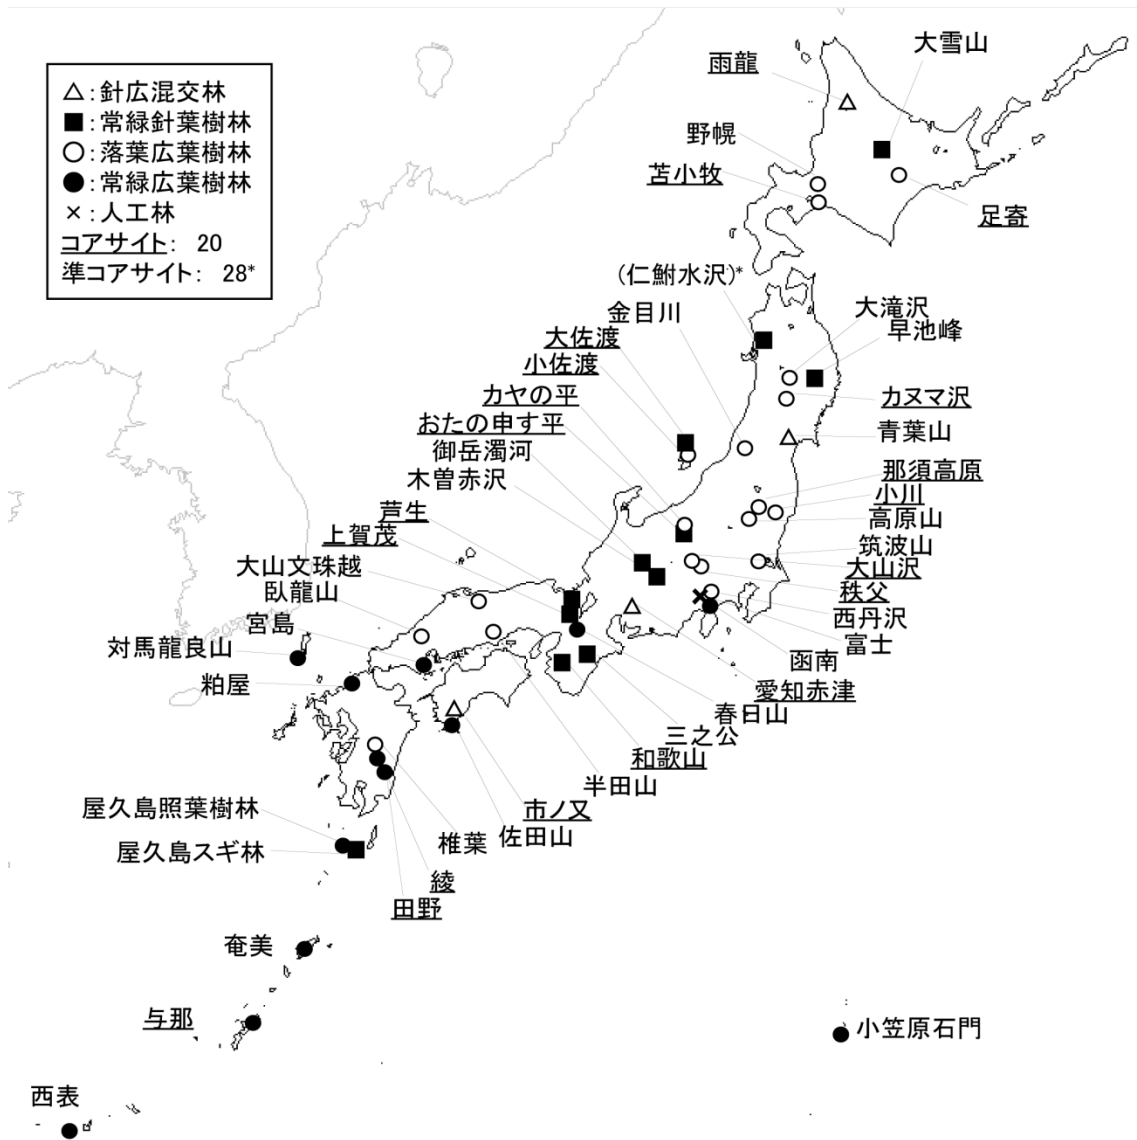 △：針広混交林
■：常緑針葉樹林
○：落葉広葉樹林
●：常緑広葉樹林
×：人工林
コアサイト： 20
準コアサイト： 28*
大雪山
雨龍
野幌
苫小牧
足寄
(仁鮒水沢)*
金目川
大滝沢
早池峰
大佐渡
小佐渡
カヤの平
カヌマ沢
おたの申す平
青葉山
御岳濁河
木曽赤沢
那須高原
小川
芦生
高原山
上賀茂
筑波山
大山文珠越
大山沢
臥龍山
秩父
宮島
西丹沢
対馬龍良山
富士
函南
粕屋
愛知赤津
春日山
三之公
和歌山
半田山
屋久島照葉樹林
市ノ又
佐田山
椎葉
屋久島スギ林
綾
田野
奄美
与那
小笠原石門
西表